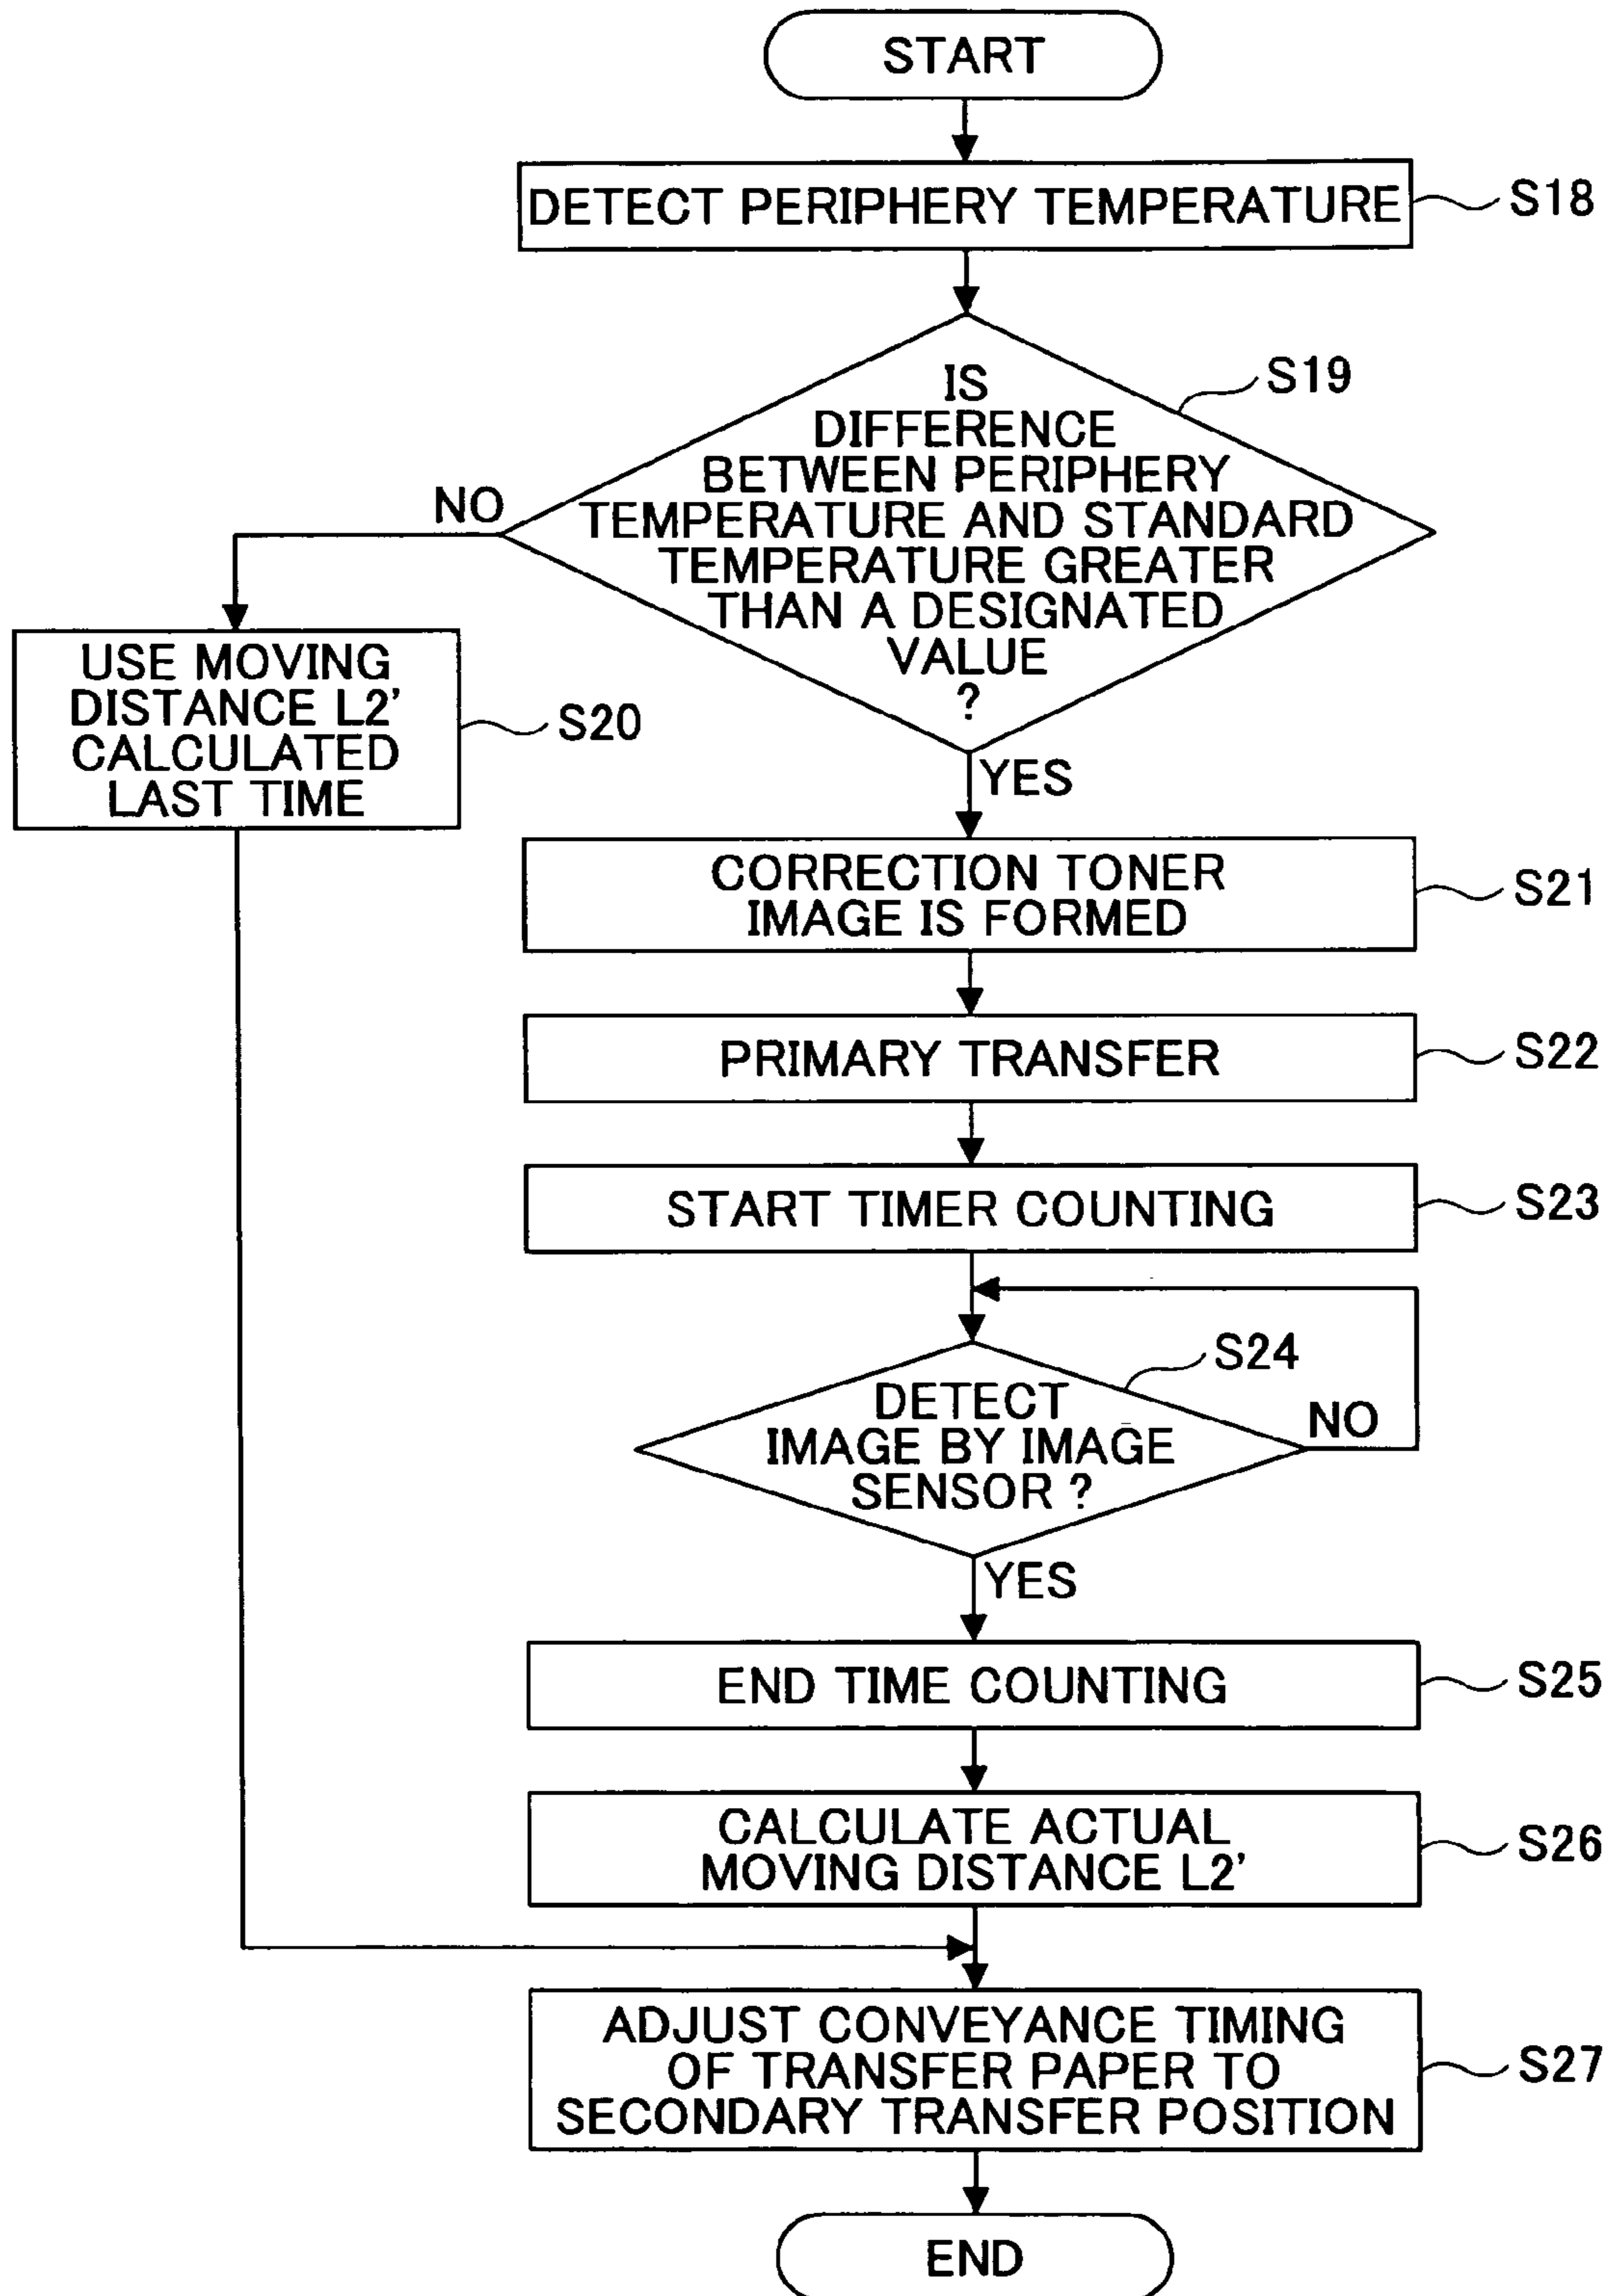 START
DETECT PERIPHERY TEMPERATURE
S18
IS
DIFFERENCE
BETWEEN PERIPHERY
TEMPERATURE AND STANDARD
TEMPERATURE GREATER
THAN A DESIGNATED
VALUE
?
S19
NO
USE MOVING
DISTANCE L2'
CALCULATED
LAST TIME
S20
YES
CORRECTION TONER
IMAGE IS FORMED
S21
PRIMARY TRANSFER
S22
START TIMER COUNTING
S23
DETECT
IMAGE BY IMAGE
SENSOR ?
S24
NO
YES
END TIME COUNTING
S25
CALCULATE ACTUAL
MOVING DISTANCE L2'
S26
ADJUST CONVEYANCE TIMING
OF TRANSFER PAPER TO
SECONDARY TRANSFER POSITION
S27
END